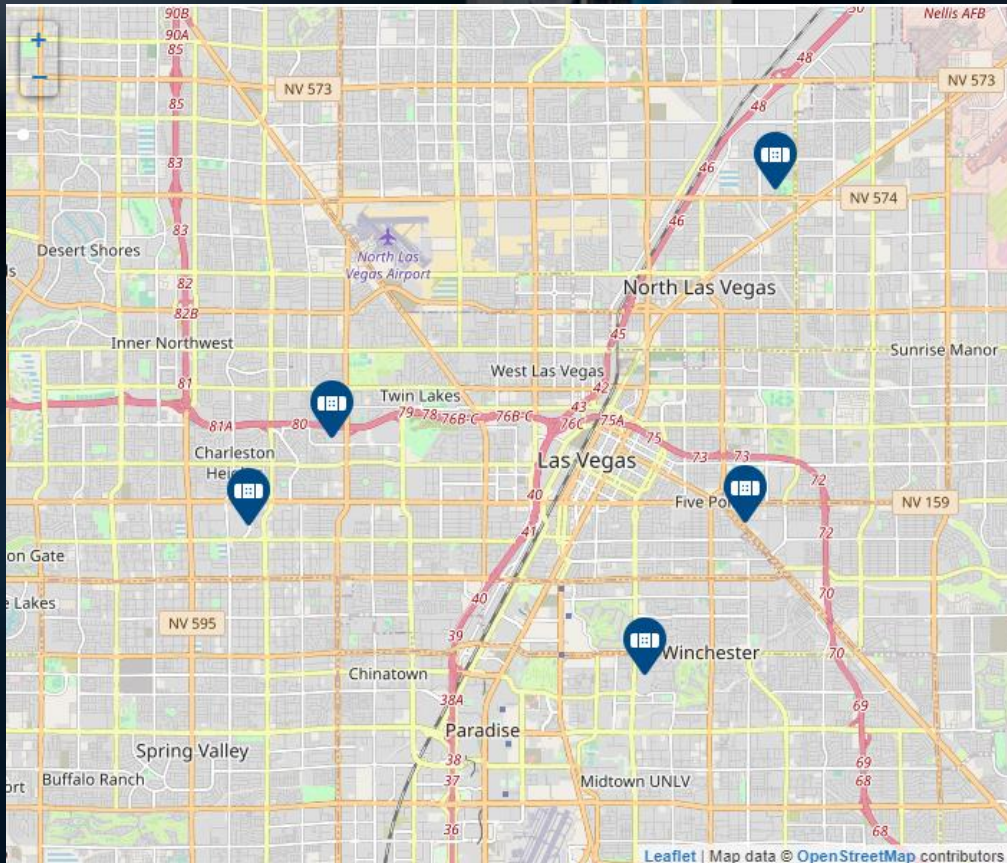 90B
Nellis AFB
+
90A
85
48
−
NV 573
NV 573
85
48
83
46
NV 574
46
83
Desert Shores
North Las
Vegas Airport
82
North Las Vegas
82B
45
Inner Northwest
Sunrise Manor
West Las Vegas
81
42
Twin Lakes
43
79
78
76B-C
76B-C
76C
75A
81A
80
75
Charleston
73
73
Las Vegas
72
40
Five Po
NV 159
41
72
on Gate
40
70
e Lakes
NV 595
39
70
Winchester
Chinatown
38A
69
Paradise
Spring Valley
38
69
Buffalo Ranch
37
Midtown UNLV
68
ort
36
68
Leaflet | Map data © OpenStreetMap contributors